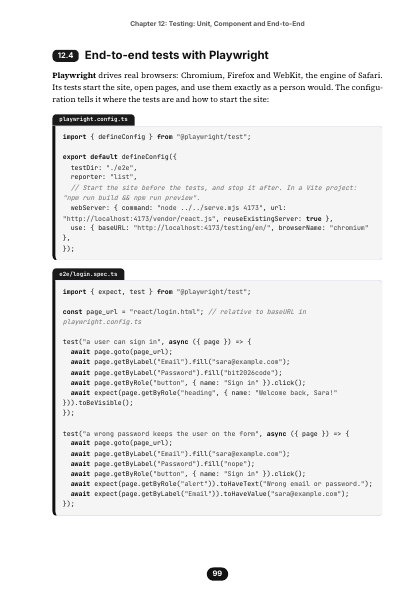 Chapter 12: Testing: Unit, Component and End-to-End
12.4 End-to-end tests with Playwright
Playwright drives real browsers: Chromium, Firefox and WebKit, the engine of Safari.
Its tests start the site, open pages, and use them exactly as a person would. The configu-
ration tells it where the tests are and how to start the site:
playwright.config.ts
import { defineConfig } from "@playwright/test";
export default defineConfig({
  testDir: "./e2e",
  reporter: "list",
  // Start the site before the tests, and stop it after. In a Vite project:
"npm run build && npm run preview".
  webServer: { command: "node ../../serve.mjs 4173", url:
"http://localhost:4173/vendor/react.js", reuseExistingServer: true },
  use: { baseURL: "http://localhost:4173/testing/en/", browserName: "chromium"
},
});
e2e/login.spec.ts
import { expect, test } from "@playwright/test";
const page_url = "react/login.html"; // relative to baseURL in
playwright.config.ts
test("a user can sign in", async ({ page }) => {
  await page.goto(page_url);
  await page.getByLabel("Email").fill("sara@example.com");
  await page.getByLabel("Password").fill("bit2026code");
  await page.getByRole("button", { name: "Sign in" }).click();
  await expect(page.getByRole("heading", { name: "Welcome back, Sara!"
})).toBeVisible();
});
test("a wrong password keeps the user on the form", async ({ page }) => {
  await page.goto(page_url);
  await page.getByLabel("Email").fill("sara@example.com");
  await page.getByLabel("Password").fill("nope");
  await page.getByRole("button", { name: "Sign in" }).click();
  await expect(page.getByRole("alert")).toHaveText("Wrong email or password.");
  await expect(page.getByLabel("Email")).toHaveValue("sara@example.com");
});
99